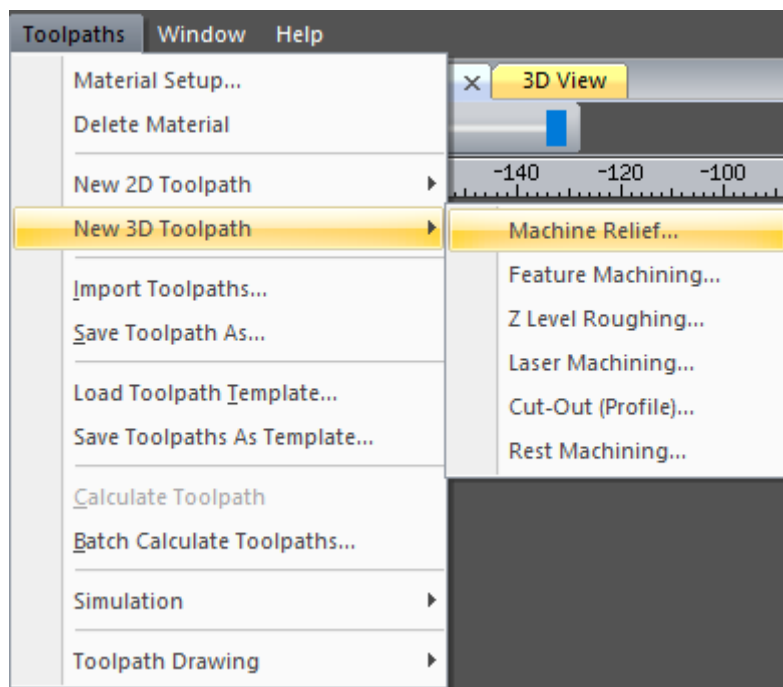 Toolpaths Window Help
Material Setup...
3D View
Delete Material
-140 -120 -100
New 2D Toolpath
New 3D Toolpath
Machine Relief...
Feature Machining...
Import Toolpaths...
Z Level Roughing...
Save Toolpath As...
Laser Machining...
Load Toolpath Template...
Cut-Out (Profile)...
Save Toolpaths As Template...
Rest Machining...
Calculate Toolpath
Batch Calculate Toolpaths...
Simulation
Toolpath Drawing